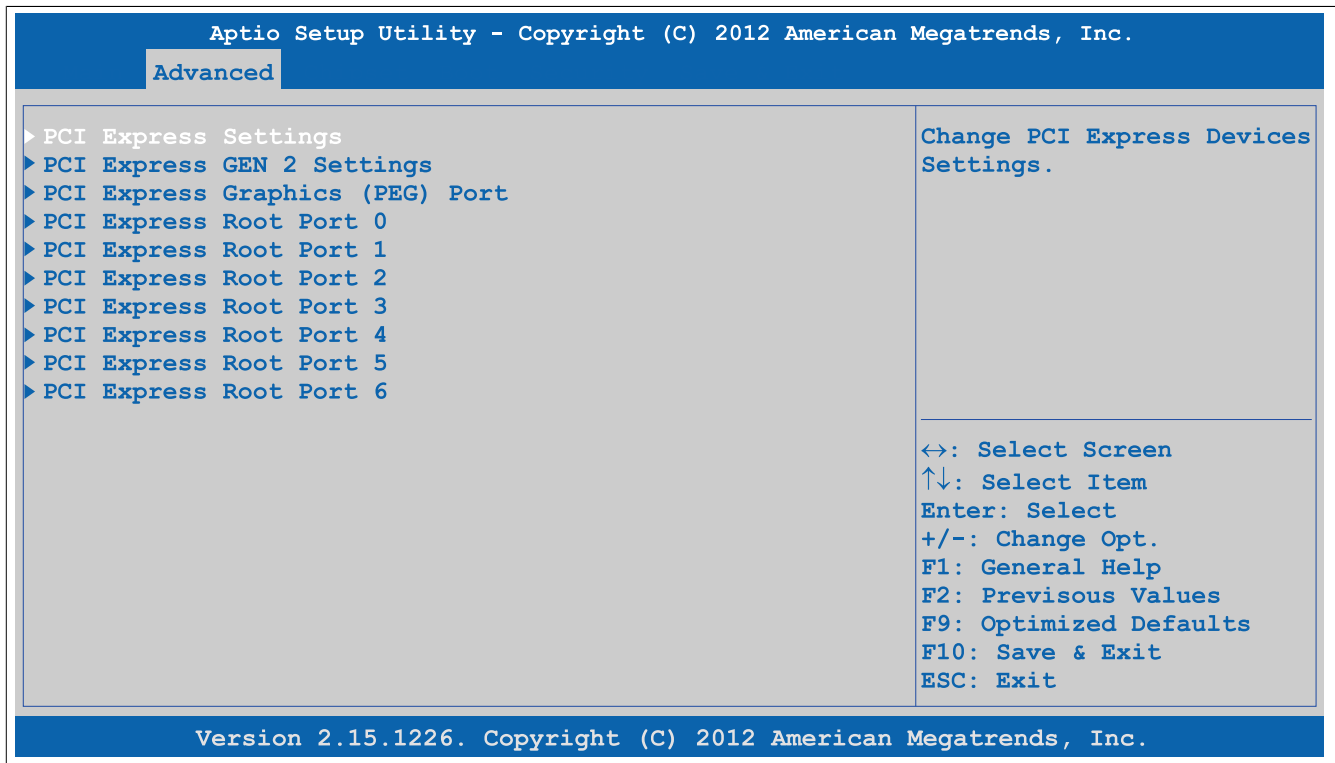 Aptio Setup Utility - Copyright (C) 2012 American Megatrends, Inc.
Advanced
PCI Express Settings
PCI Express GEN 2 Settings
PCI Express Graphics (PEG) Port
PCI Express Root Port 0
PCI Express Root Port 1
PCI Express Root Port 2
PCI Express Root Port 3
PCI Express Root Port 4
PCI Express Root Port 5
PCI Express Root Port 6
Change PCI Express Devices
Settings.
↔: Select Screen
↑↓: Select Item
Enter: Select
+/-: Change Opt.
F1: General Help
F2: Previsous Values
F9: Optimized Defaults
F10: Save & Exit
ESC: Exit
Version 2.15.1226. Copyright (C) 2012 American Megatrends, Inc.